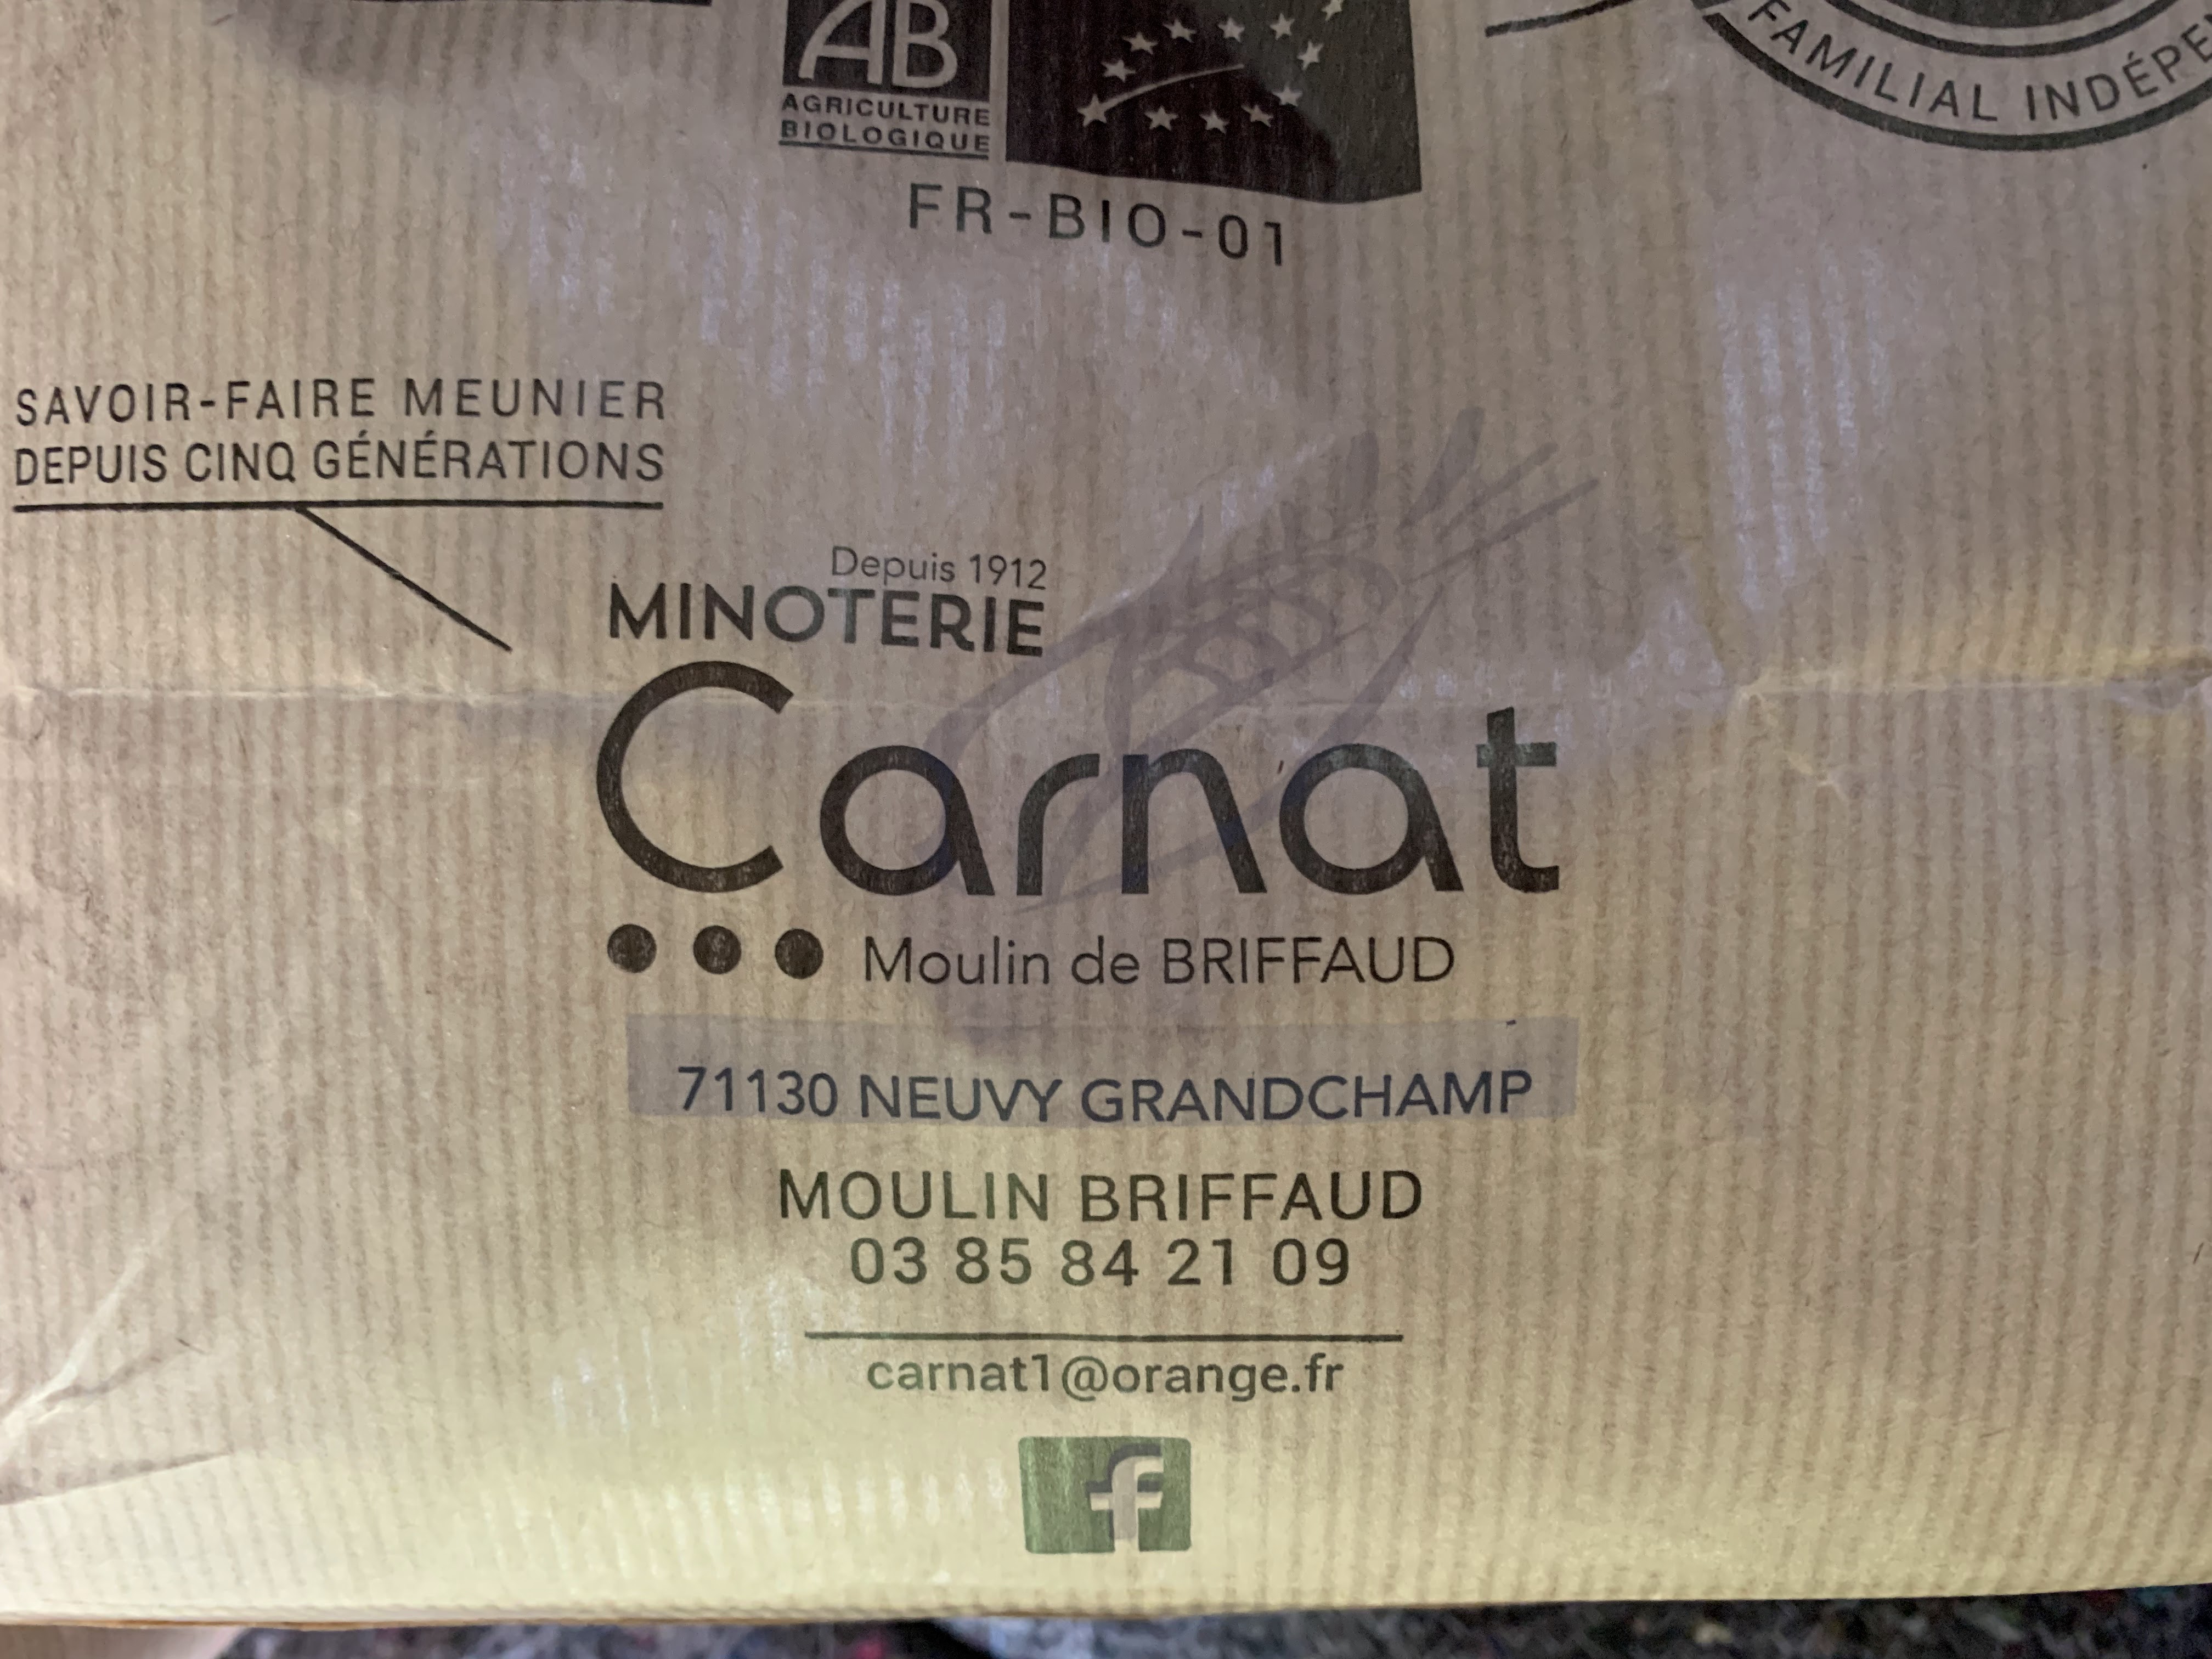 AB
AGRICULTURE
BIOLOGIQUE
FR-BIO-01
FAMILIAL
SAVOIR-FAIRE MEUNIER
DEPUIS CINQ GÉNÉRATIONS
Depuis 1912
MINOTERIE
Carnat
Moulin de BRIFFAUD
71130 NEUVY GRANDCHAMP
MOULIN BRIFFAUD
03 85 84 21 09
carnat1@orange.fr
f